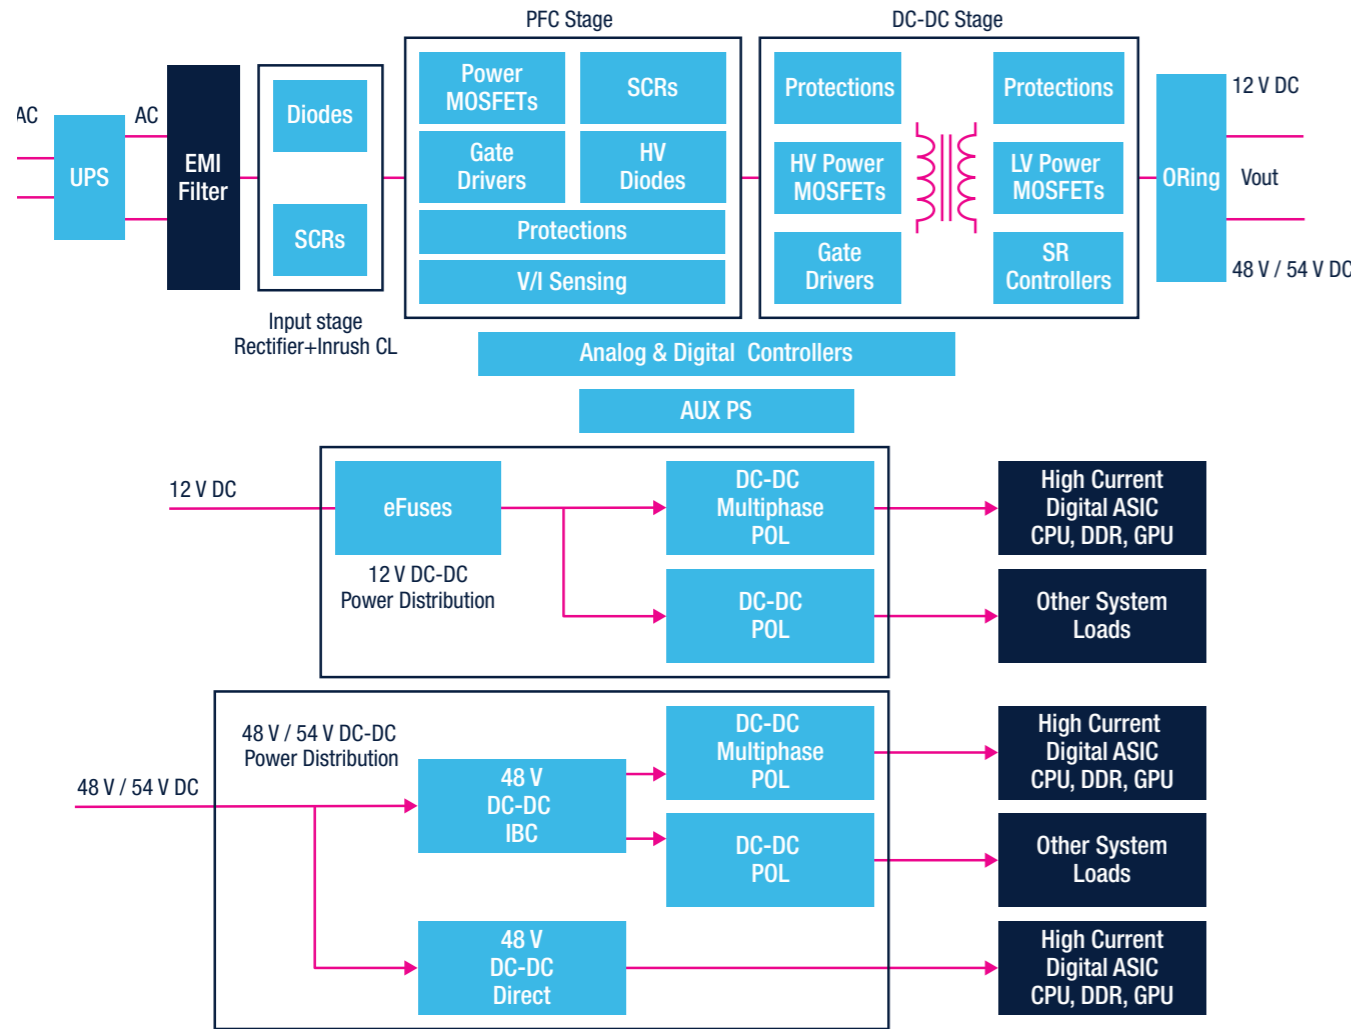 PFC Stage
DC-DC Stage
AC
UPS
AC
EMI
Filter
Diodes
SCRs
Input stage
Rectifier+Inrush CL
Power
MOSFETs
SCRs
Gate
Drivers
HV
Diodes
Protections
V/I Sensing
Protections
HV Power
MOSFETs
Gate
Drivers
Protections
LV Power
MOSFETs
SR
Controllers
ORing
12 V DC
Vout
48 V / 54 V DC
Analog & Digital Controllers
AUX PS
12 V DC
eFuses
12 V DC-DC
Power Distribution
DC-DC
Multiphase
POL
DC-DC
POL
High Current
Digital ASIC
CPU, DDR, GPU
Other System
Loads
48 V / 54 V DC
48 V / 54 V DC-DC
Power Distribution
48 V
DC-DC
IBC
DC-DC
Multiphase
POL
DC-DC
POL
48 V
DC-DC
Direct
High Current
Digital ASIC
CPU, DDR, GPU
Other System
Loads
High Current
Digital ASIC
CPU, DDR, GPU